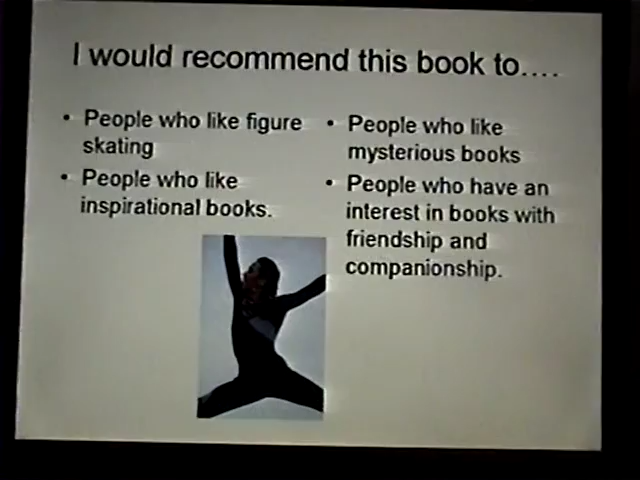 I would recommend this book to....
• People who like figure
skating
• People who like
inspirational books.
• People who like
mysterious books
• People who have an
interest in books with
friendship and
companionship.